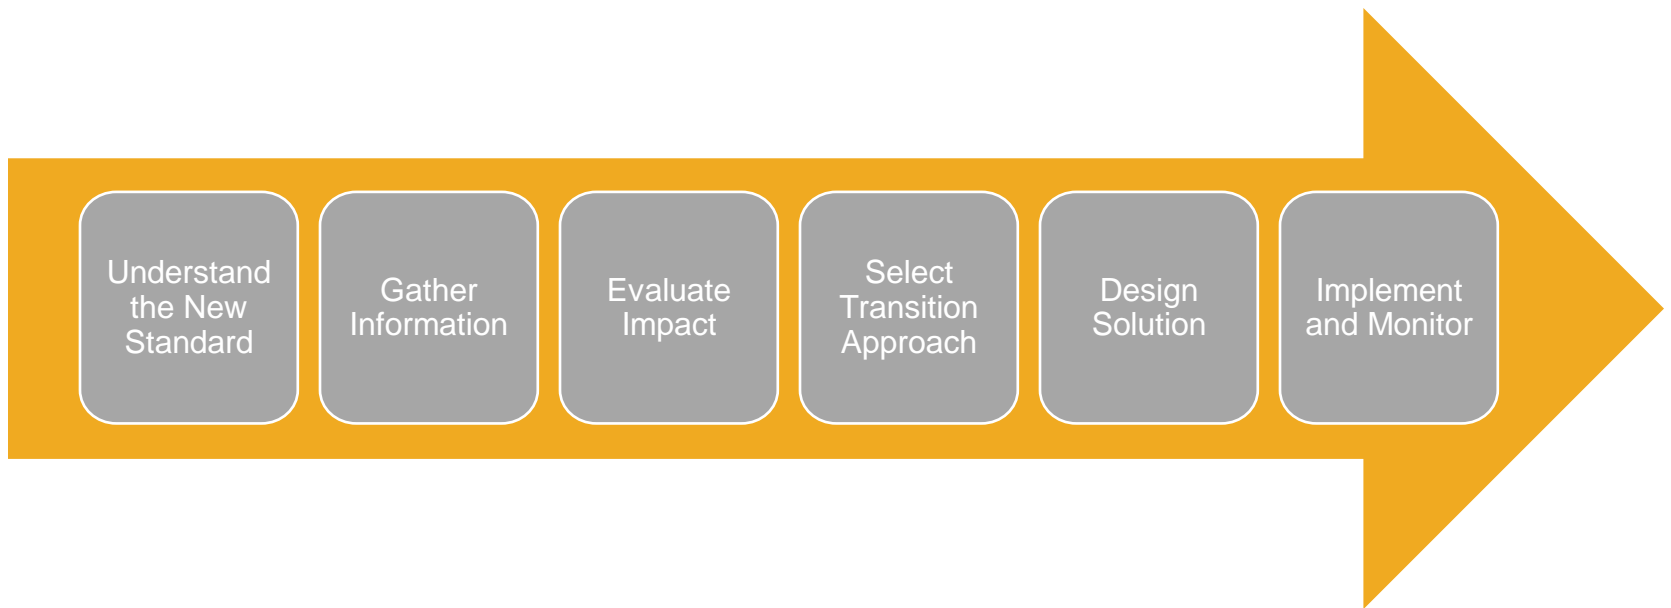 Understand
the New
Standard
Gather
Information
Evaluate
Impact
Select
Transition
Approach
Design
Solution
Implement
and Monitor